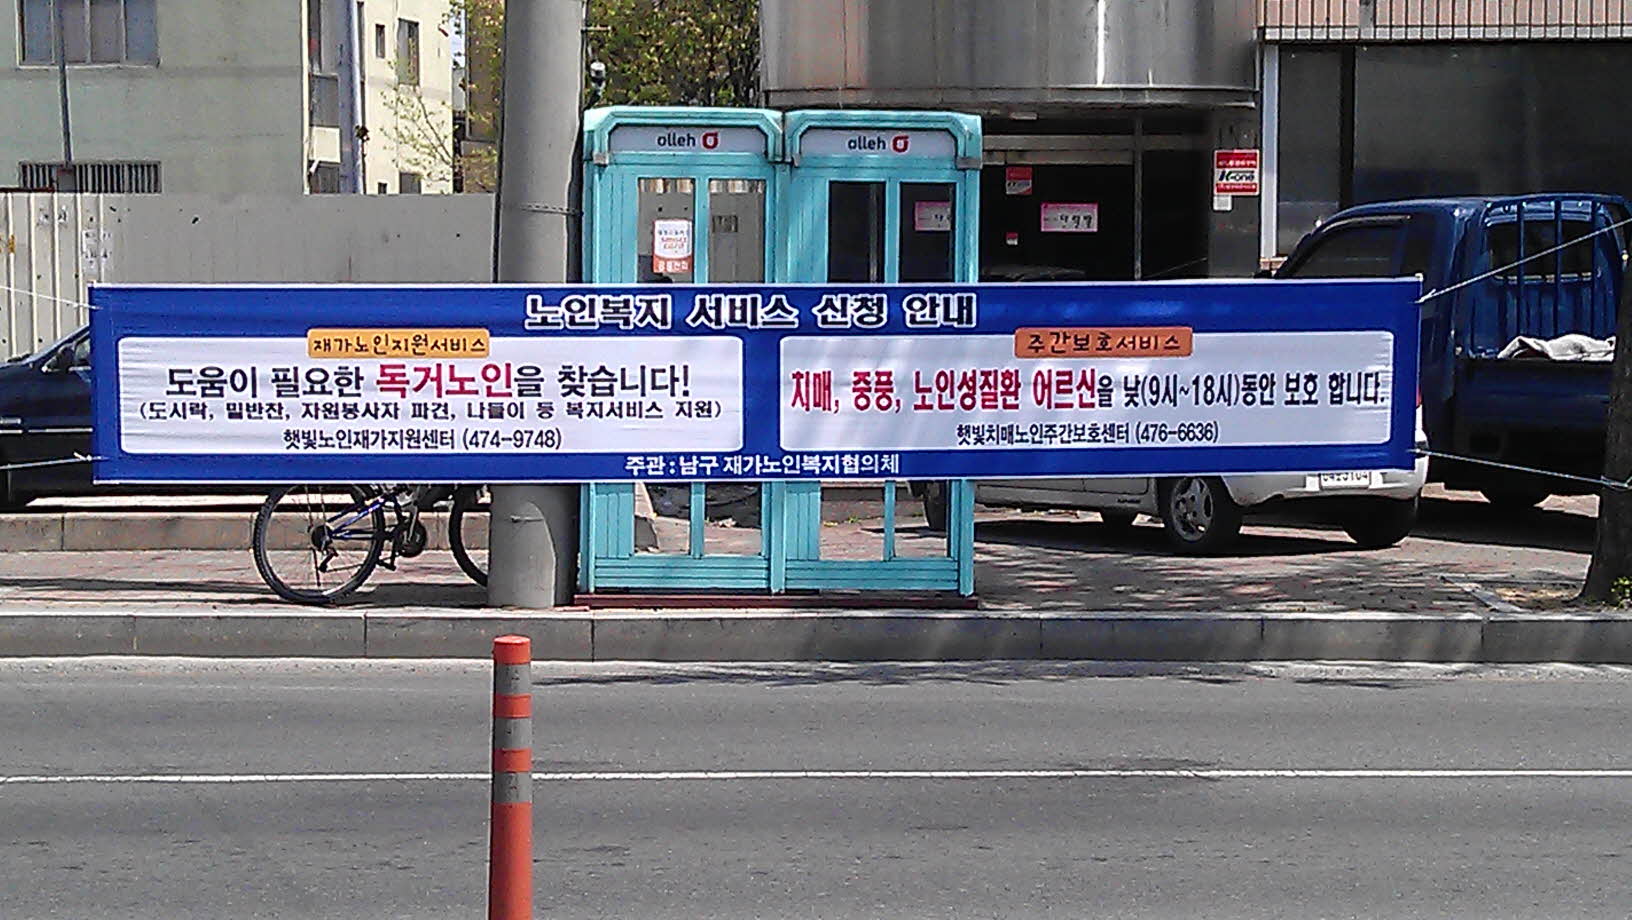 olleh
olleh
K-one
노인복지 서비스 신청 안내
재가노인지원서비스
도움이 필요한 독거노인을 찾습니다!
(도시락, 밑반찬, 자원봉사자 파견, 나들이 등 복지서비스 지원)
햇빛노인재가지원센터 (474-9748)
주간보호서비스
치매, 중풍, 노인성질환 어르신을 낮(9시~18시)동안 보호 합니다.
햇빛치매노인주간보호센터 (476-6636)
주관 : 남구 재가노인복지협의체